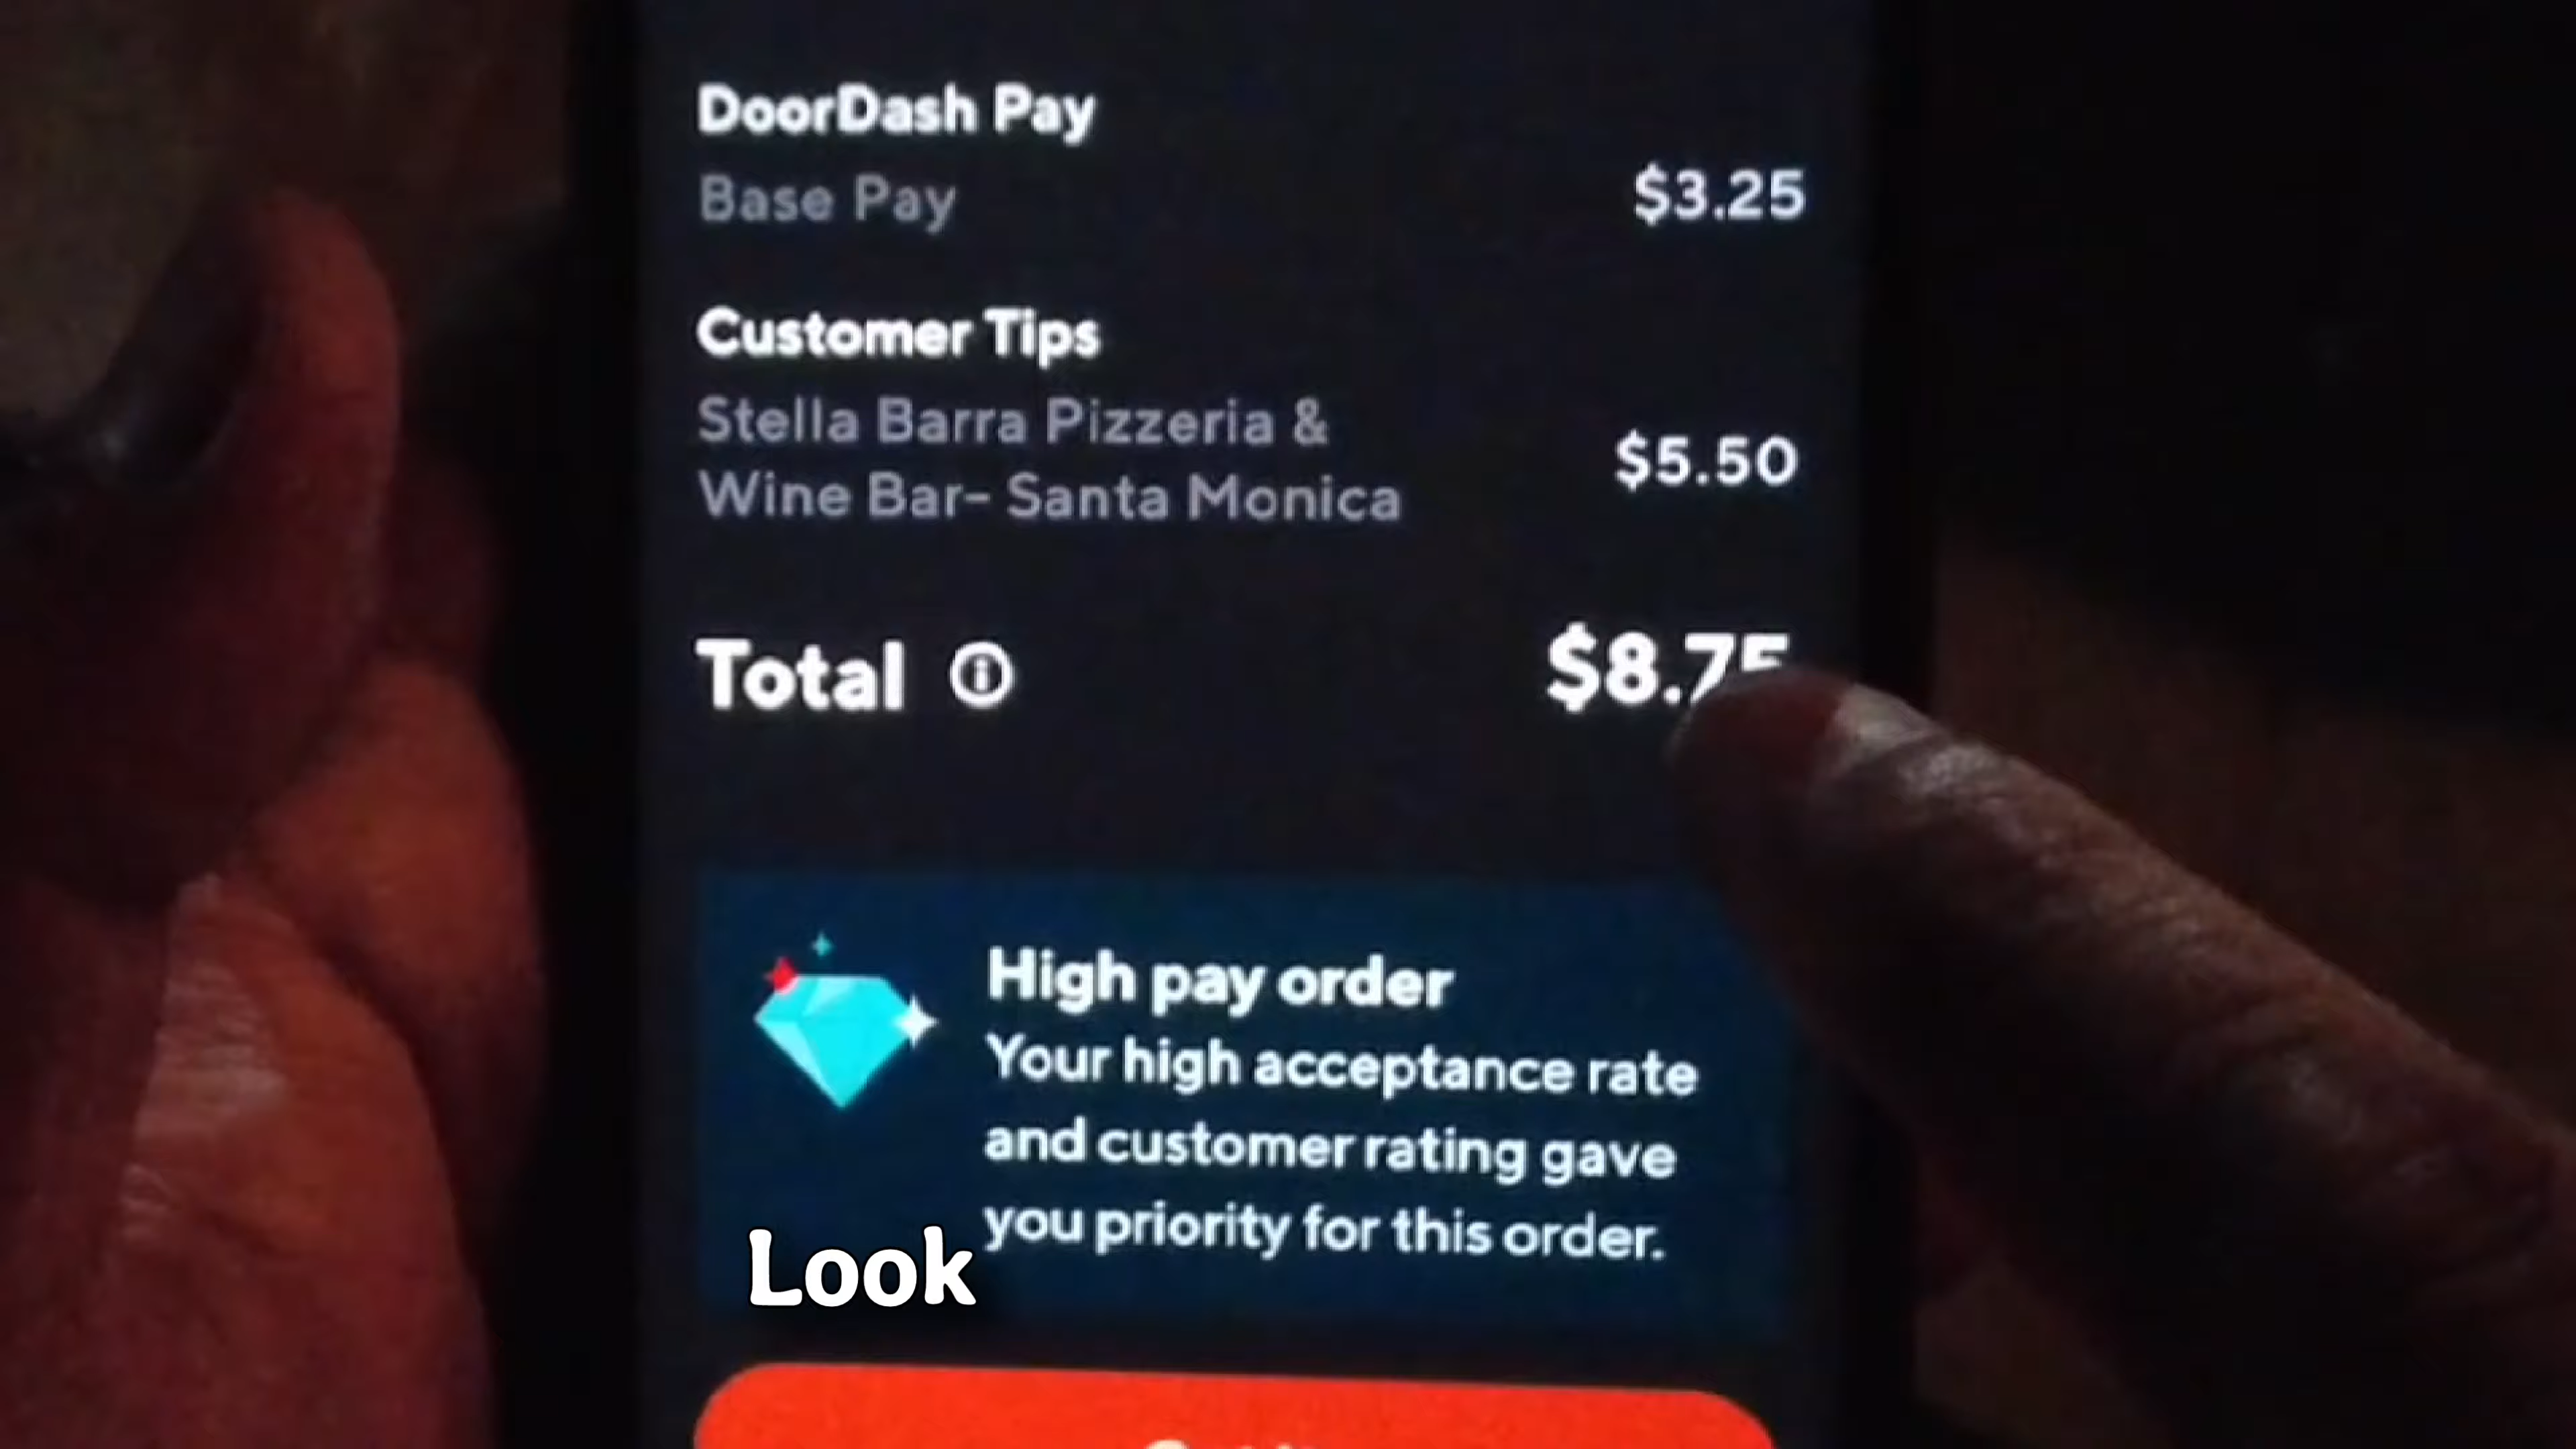 DoorDash Pay
Base Pay $3.25
Customer Tips
Stella Barra Pizzeria &
Wine Bar- Santa Monica $5.50
Total $8.75
High pay order
Your high acceptance rate
and customer rating gave
you priority for this order.
Look